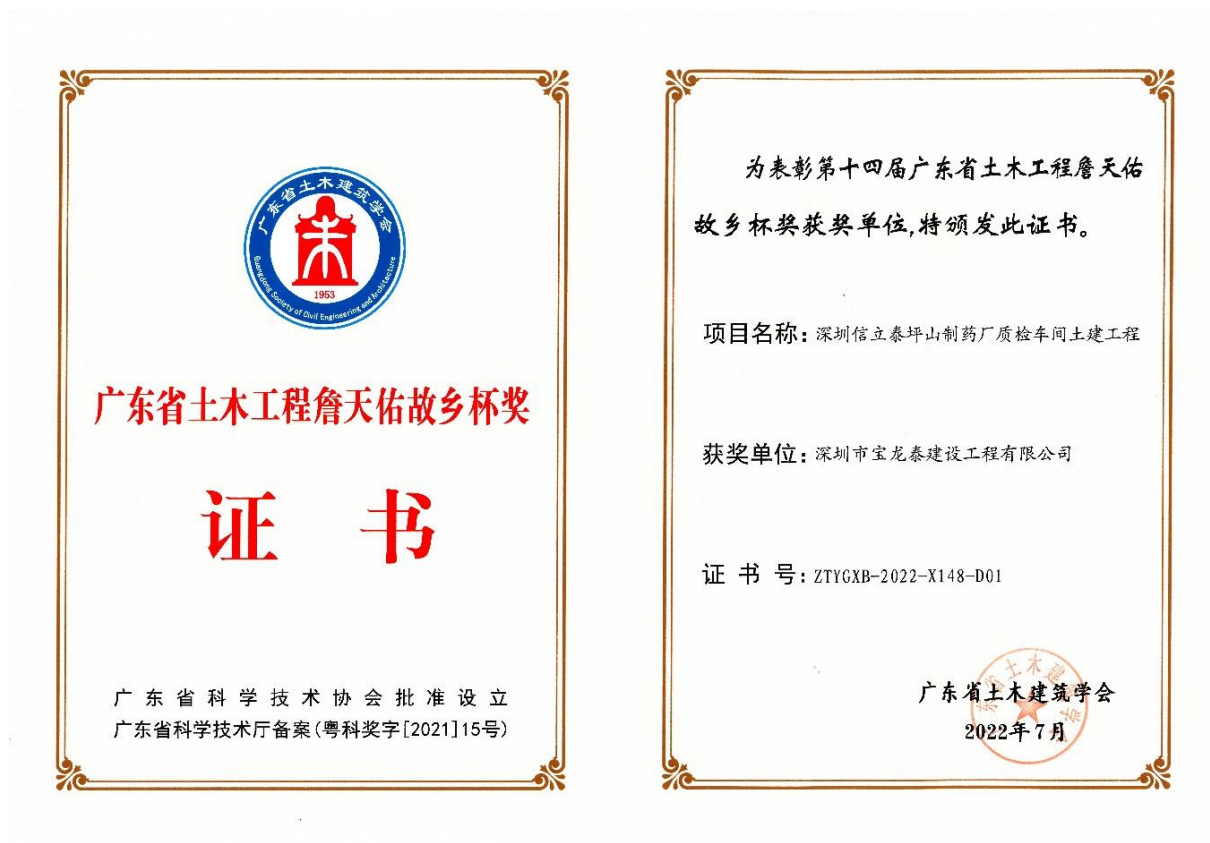 广东省土木建筑学会
Guangdong Society of Civil Engineering and Architecture
1953
广东省土木工程詹天佑故乡杯奖
证 书
广东省科学技术协会批准设立
广东省科学技术厅备案(粤科奖字[2021]15号)
为表彰第十四届广东省土木工程詹天佑
故乡杯奖获奖单位,特颁发此证书。
项目名称：深圳信立泰坪山制药厂质检车间土建工程
获奖单位：深圳市宝龙泰建设工程有限公司
证 书 号：ZTYGXB-2022-X148-D01
广东省土木建筑学会
2022年7月